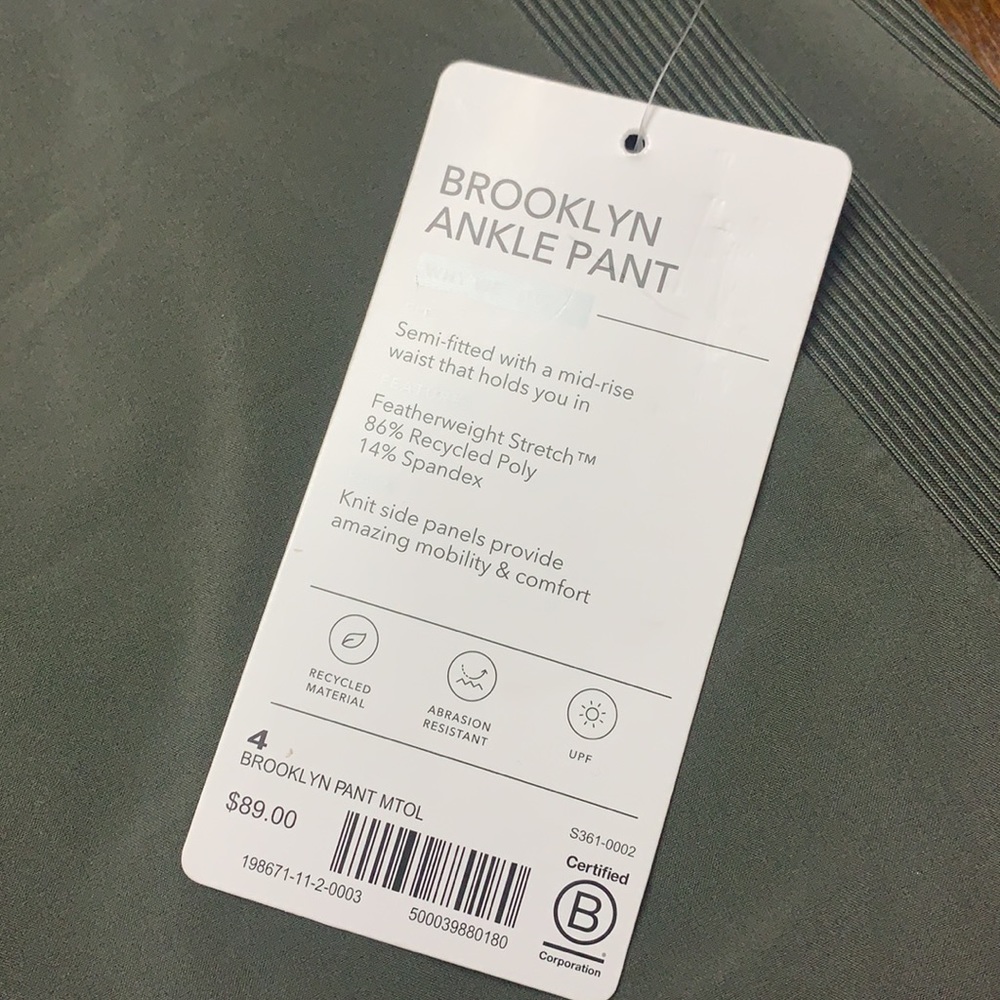 BROOKLYN
ANKLE PANT
Semi-fitted with a mid-rise
waist that holds you in
Featherweight Stretch™
86% Recycled Poly
14% Spandex
Knit side panels provide
amazing mobility & comfort
RECYCLED
MATERIAL
ABRASION
RESISTANT
UPF
4
BROOKLYN PANT MTOL
$89.00
S361-0002
198671-11-2-0003
500039880180
Certified
B
Corporation